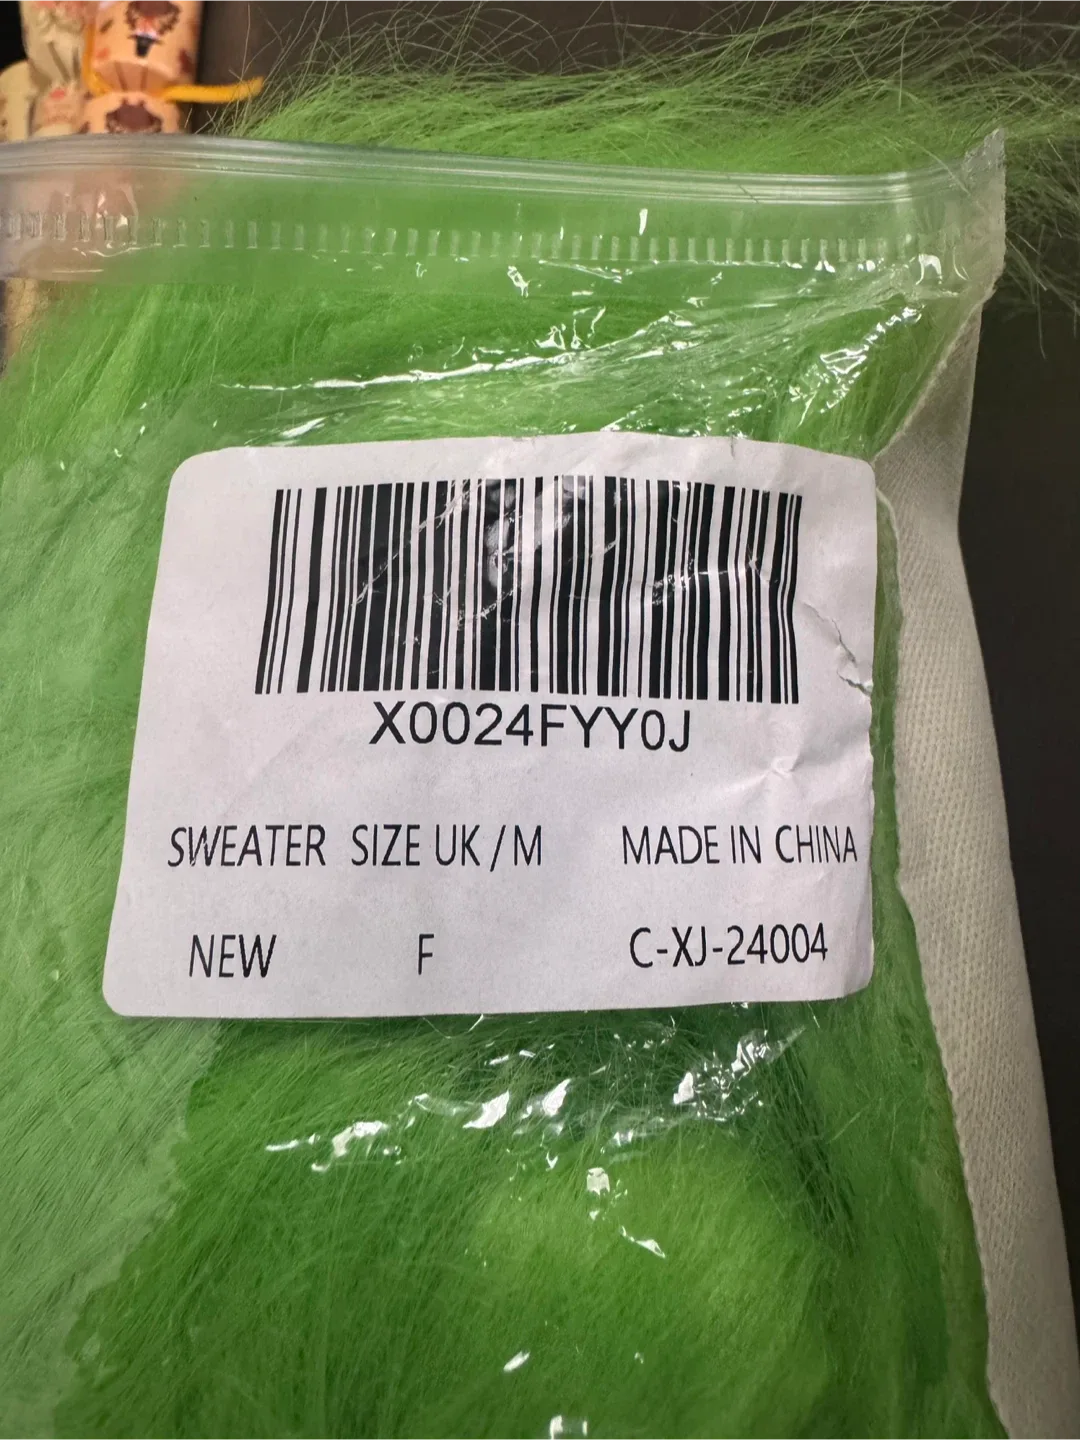 X0024FYY0J
SWEATER SIZE UK / M MADE IN CHINA
NEW F C-XJ-24004